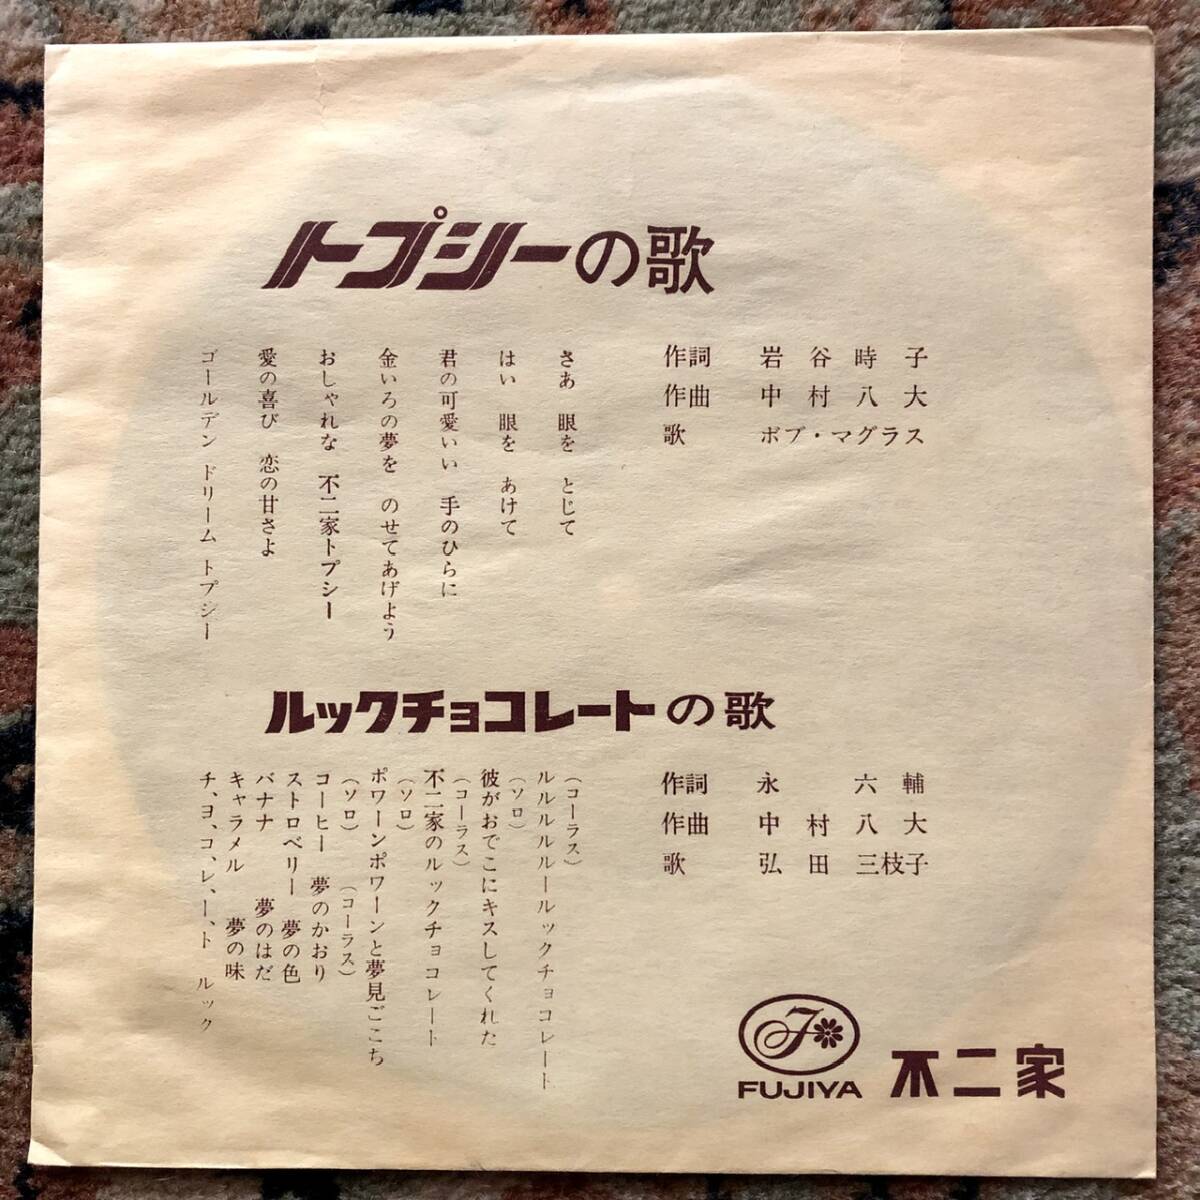 トプシーの歌
作詞 岩谷時子
作曲 中村八大
歌 ボブ・マグラス
さあ 眼を とじて
はい 眼を あけて
君の可愛いい 手のひらに
金いろの夢を のせてあげよう
おしゃれな 不二家トプシー
愛の喜び 恋の甘さよ
ゴールデン ドリーム トプシー
ルックチョコレートの歌
作詞 永六輔
作曲 中村八大
歌 弘田三枝子
(コーラス)
ルルルルルールックチョコレート
(ソロ)
彼がおでこにキスしてくれた
(コーラス)
不二家のルックチョコレート
(ソロ)
ポワーンポワーンと夢見ごこち
(ソロ) (コーラス)
コーヒー 夢のかおり
ストロベリー 夢の色
バナナ 夢のはだ
キャラメル 夢の味
チ、ヨ、コ、レ、ー、ト ルック
FUJIYA 不二家